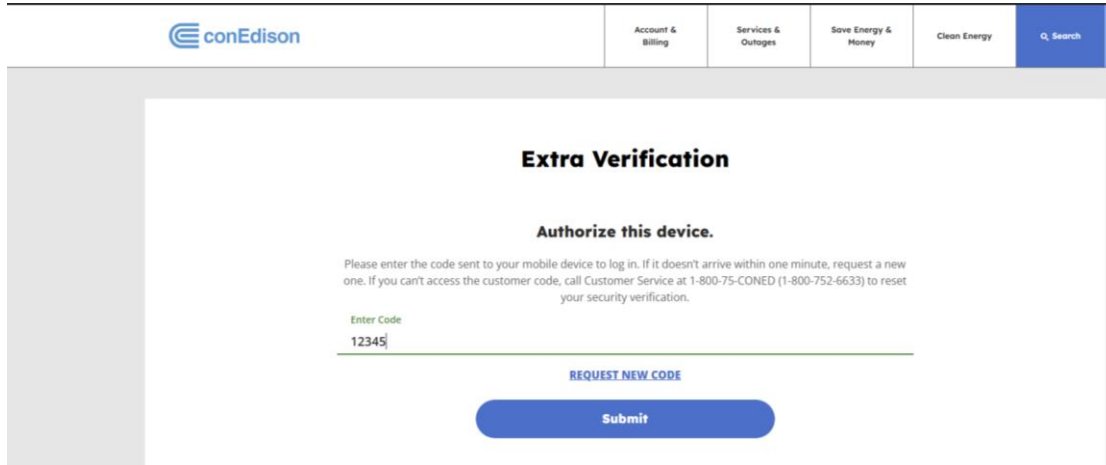 conEdison
Account &
Billing
Services &
Outages
Save Energy &
Money
Clean Energy
Search
Extra Verification
Authorize this device.
Please enter the code sent to your mobile device to log in. If it doesn't arrive within one minute, request a new
one. If you can't access the customer code, call Customer Service at 1-800-75-CONED (1-800-752-6633) to reset
your security verification.
Enter Code
12345
REQUEST NEW CODE
Submit